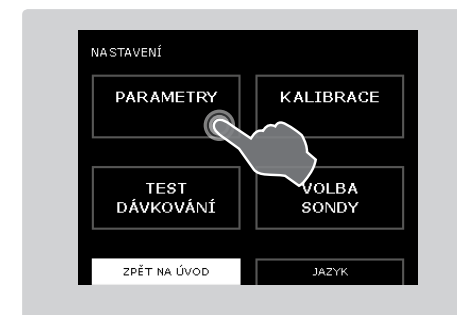 NASTAVENÍ
PARAMETRY
KALIBRACE
TEST
DÁVKOVÁNÍ
VOLBA
SONDY
ZPĚT NA ÚVOD
JAZYK